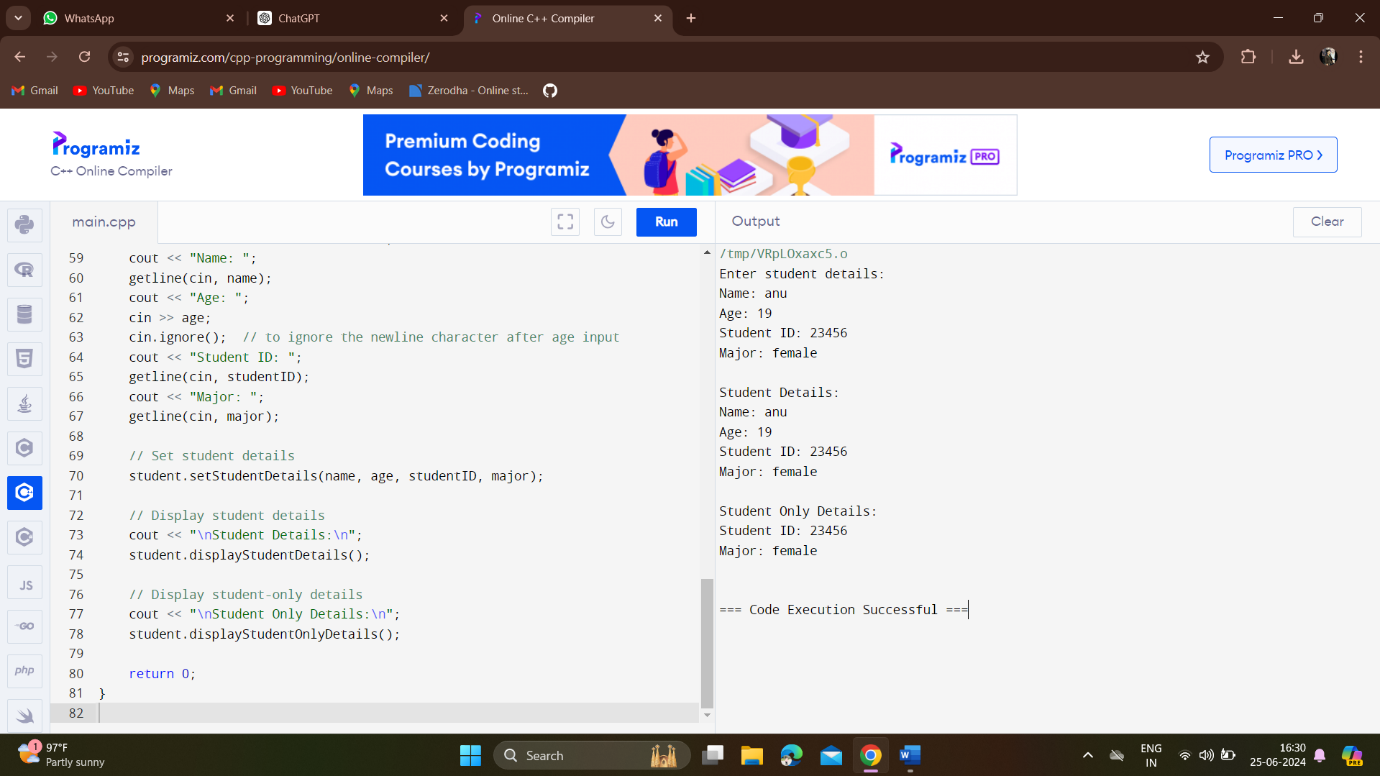 WhatsApp
ChatGPT
Online C++ Compiler
programiz.com/cpp-programming/online-compiler/
Gmail
YouTube
Maps
Gmail
YouTube
Maps
Zerodha - Online st...
Programiz
C++ Online Compiler
Premium Coding
Courses by Programiz
Programiz PRO
Programiz PRO >
main.cpp
Run
59 cout << "Name: ";
60 getline(cin, name);
61 cout << "Age: ";
62 cin >> age;
63 cin.ignore();  // to ignore the newline character after age input
64 cout << "Student ID: ";
65 getline(cin, studentID);
66 cout << "Major: ";
67 getline(cin, major);
68
69 // Set student details
70 student.setStudentDetails(name, age, studentID, major);
71
72 // Display student details
73 cout << "\nStudent Details:\n";
74 student.displayStudentDetails();
75
76 // Display student-only details
77 cout << "\nStudent Only Details:\n";
78 student.displayStudentOnlyDetails();
79
80 return 0;
81 }
82
Output
Clear
/tmp/VRpLOxaxc5.o
Enter student details:
Name: anu
Age: 19
Student ID: 23456
Major: female
Student Details:
Name: anu
Age: 19
Student ID: 23456
Major: female
Student Only Details:
Student ID: 23456
Major: female
=== Code Execution Successful ===
JS
GO
php
1
97°F
Partly sunny
Search
W
ENG
IN
16:30
25-06-2024
PRE